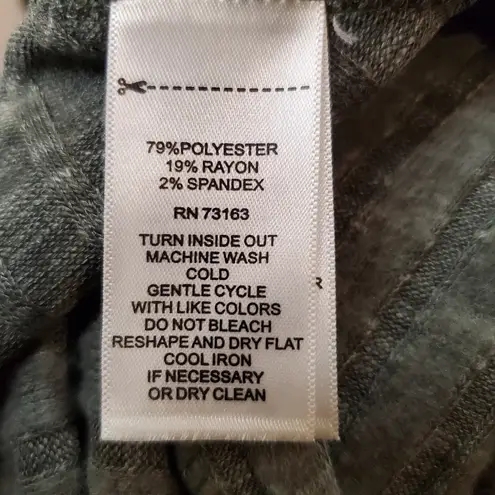 79%POLYESTER
19% RAYON
2% SPANDEX
RN 73163
TURN INSIDE OUT
MACHINE WASH
COLD
GENTLE CYCLE
WITH LIKE COLORS
DO NOT BLEACH
RESHAPE AND DRY FLAT
COOL IRON
IF NECESSARY
OR DRY CLEAN
R